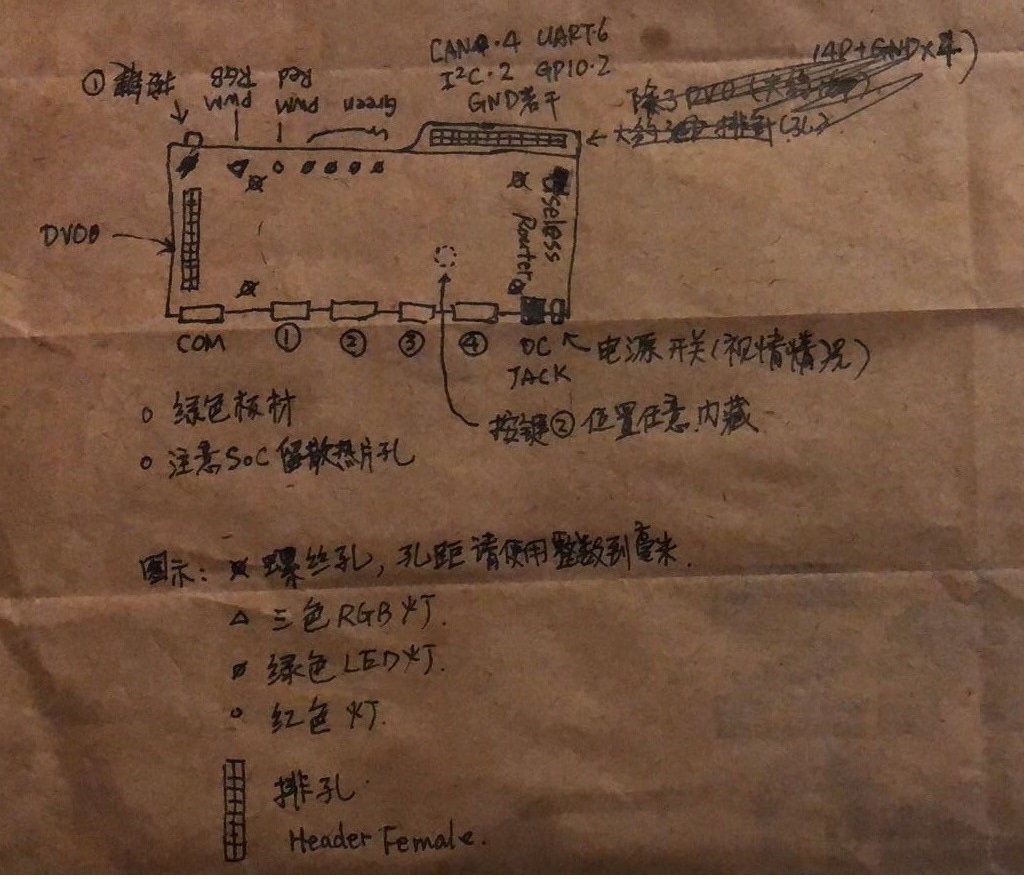 CAN·4 UART·6
I²C·2 GPIO·2
GND若干
14P+GND×4)
除了DVO(大约
大约 排针(孔)
① 按键
PWM RGB
PWM Red
Green
DVO0
Useless
Router
COM
①
②
③
④
DC
JACK
电源开关(视情情况)
按键② 位置任意,内藏
○ 绿色板材
○ 注意SoC留散热片孔
图示: 螺丝孔,孔距请使用整数到毫米.
△ 三色RGB灯.
ø 绿色LED灯.
○ 红色灯.
排孔
Header Female.